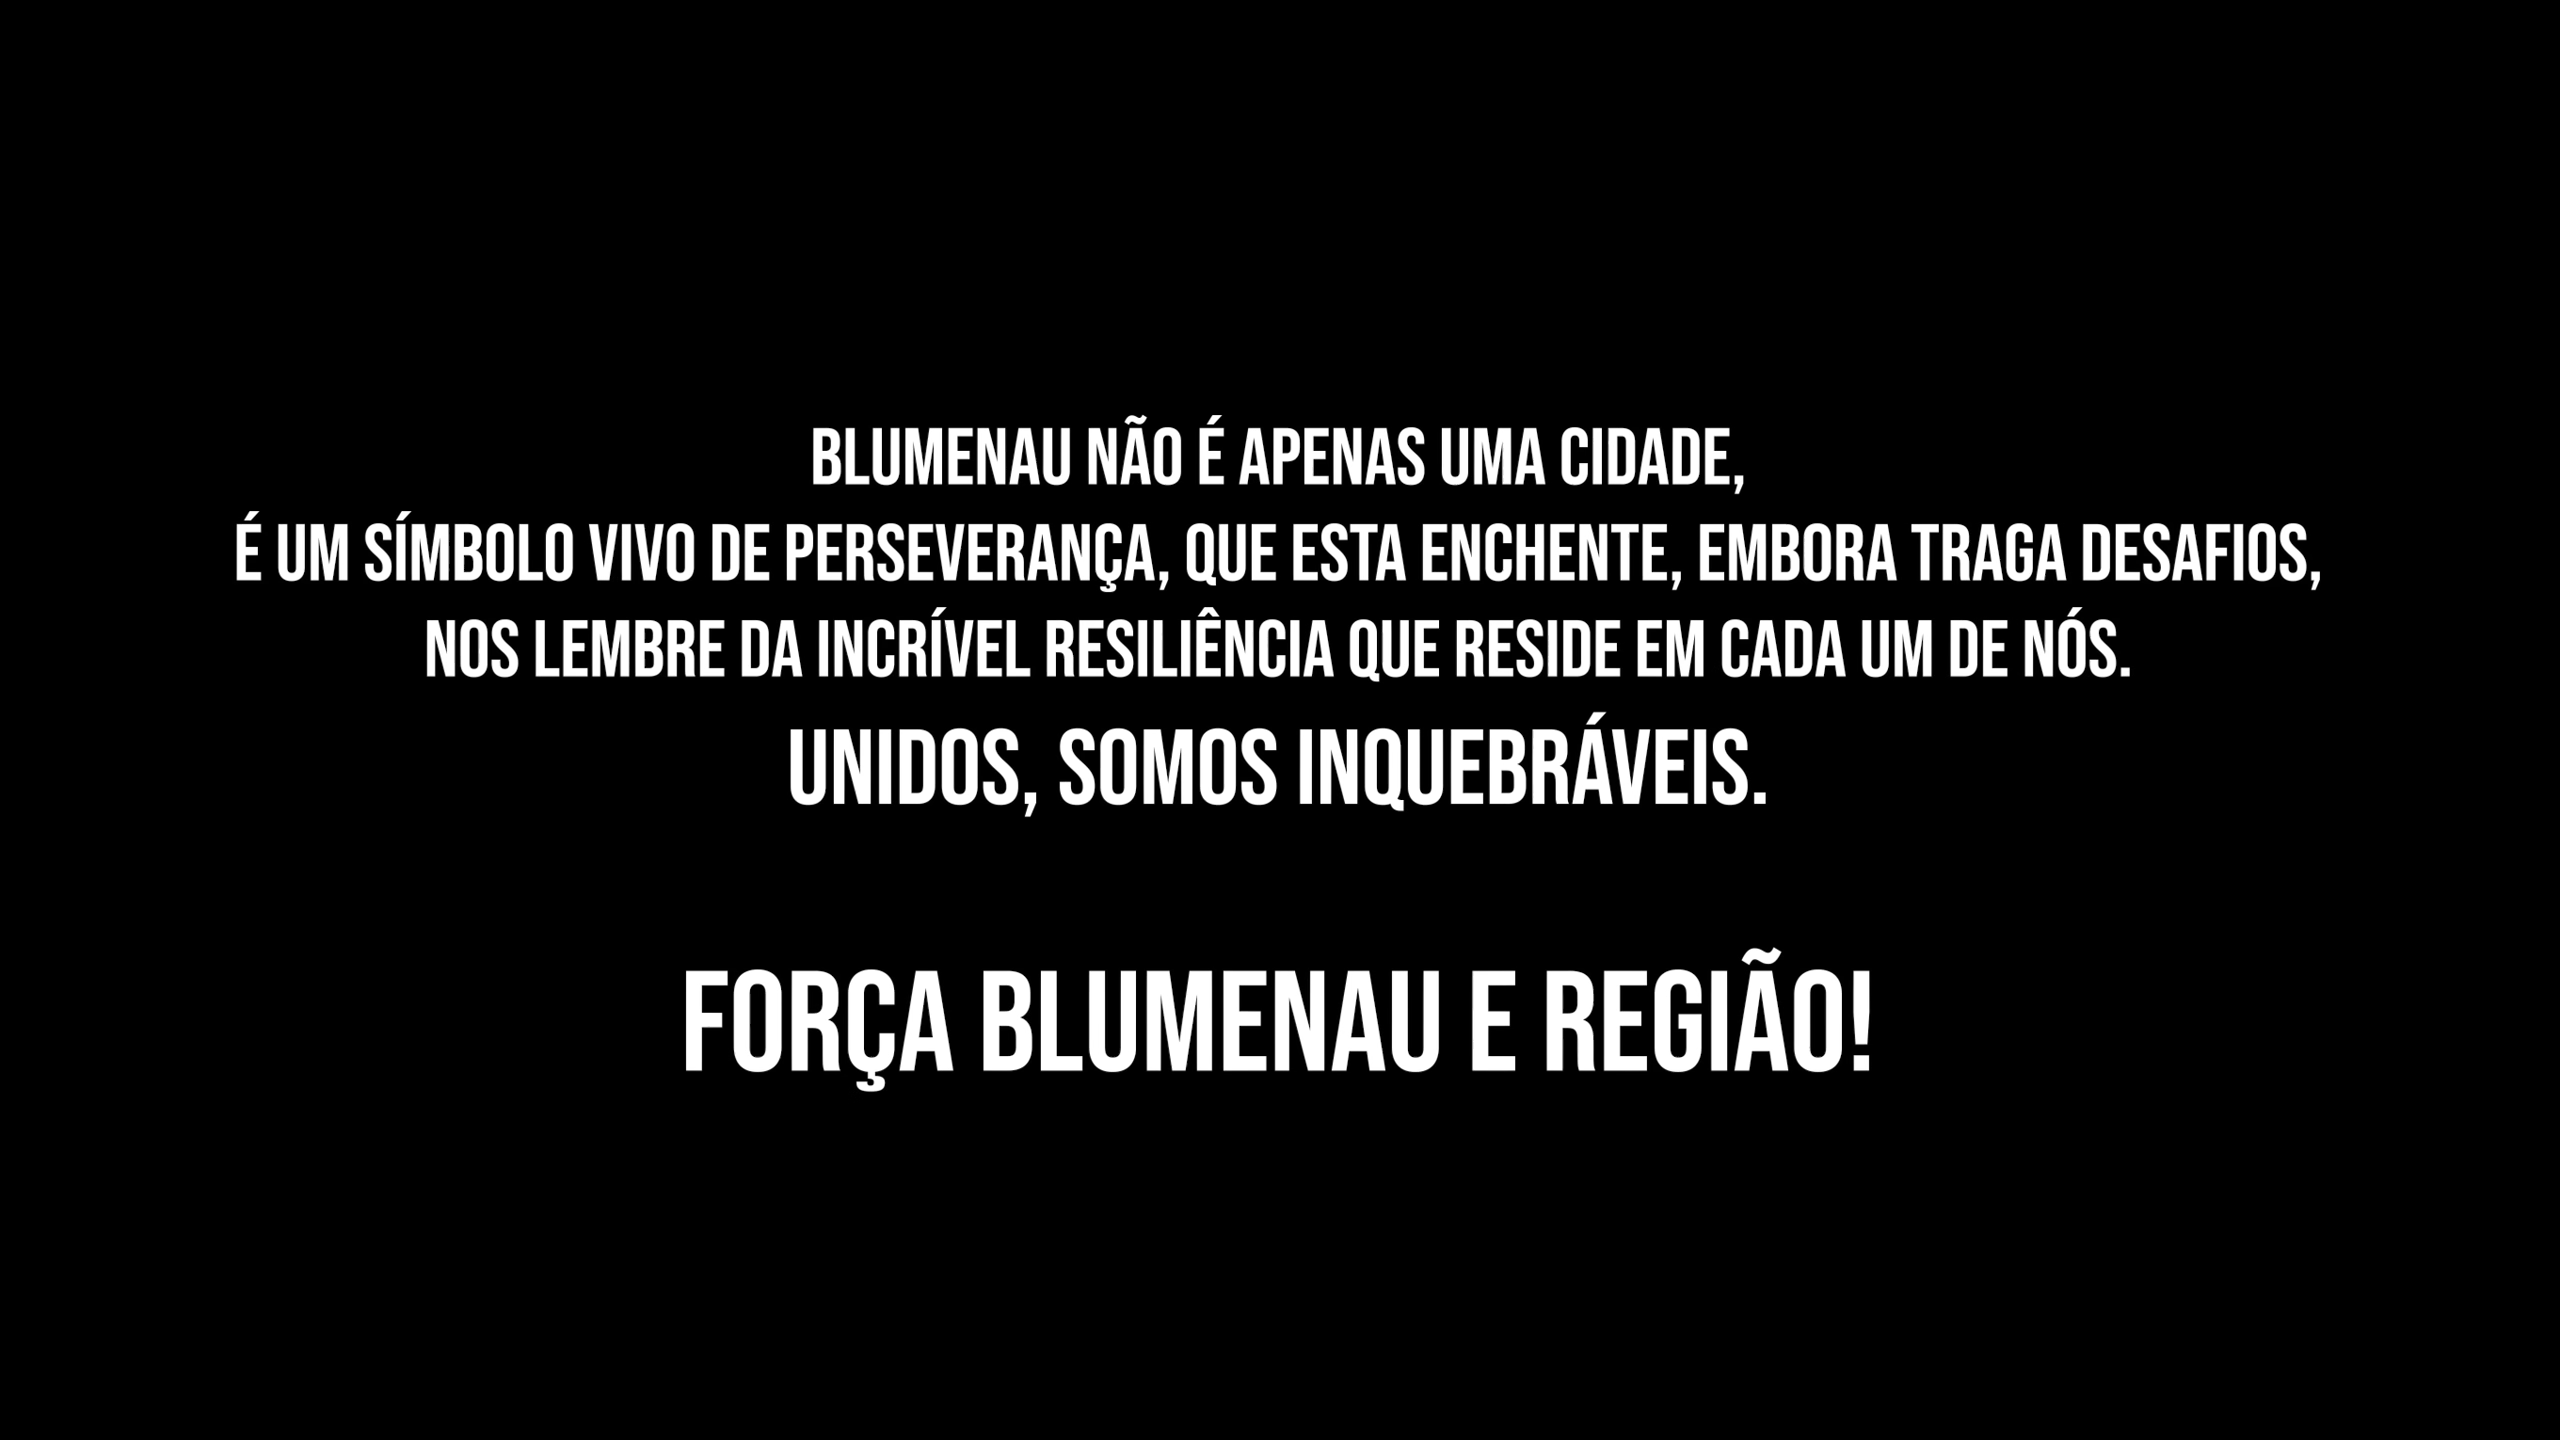 BLUMENAU NÃO É APENAS UMA CIDADE,
É UM SÍMBOLO VIVO DE PERSEVERANÇA, QUE ESTA ENCHENTE, EMBORA TRAGA DESAFIOS,
NOS LEMBRE DA INCRÍVEL RESILIÊNCIA QUE RESIDE EM CADA UM DE NÓS.
UNIDOS, SOMOS INQUEBRÁVEIS.
FORÇA BLUMENAU E REGIÃO!